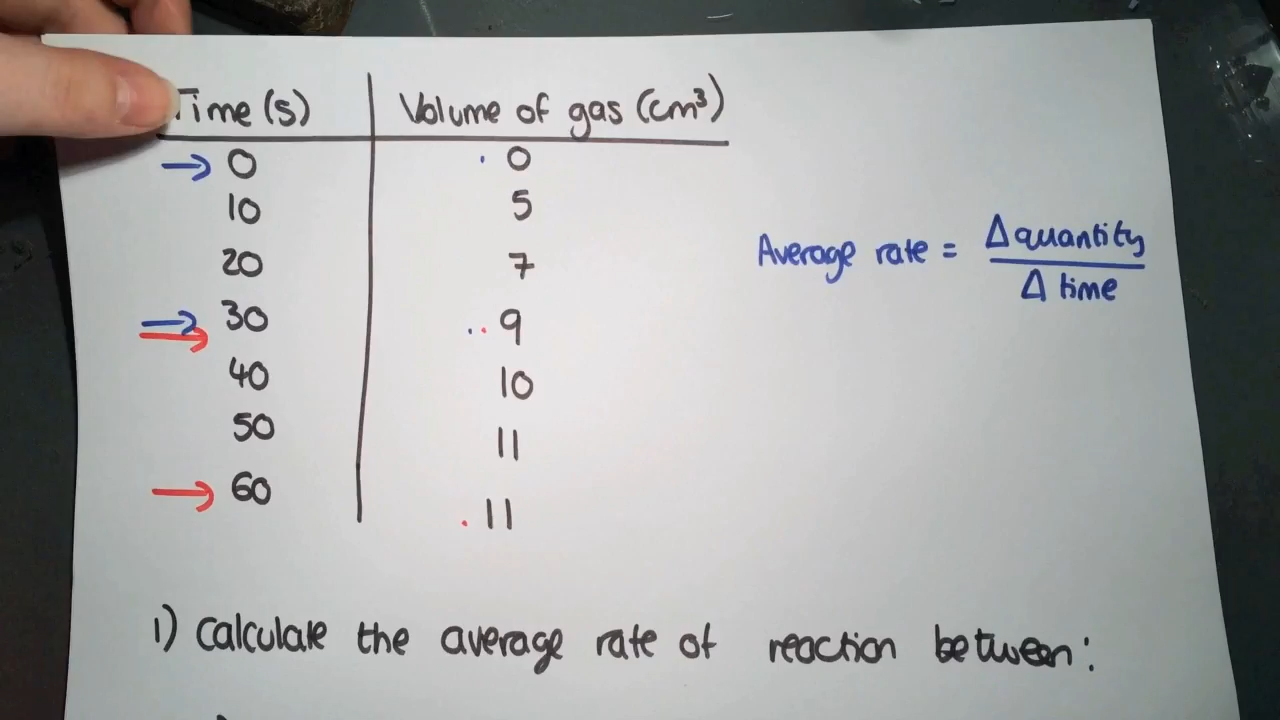 Time (s) Volume of gas (cm³)
0 0
10 5
20 7
Average rate = Δ quantity / Δ time
30 9
40 10
50 11
60 11
1) Calculate the average rate of reaction between: